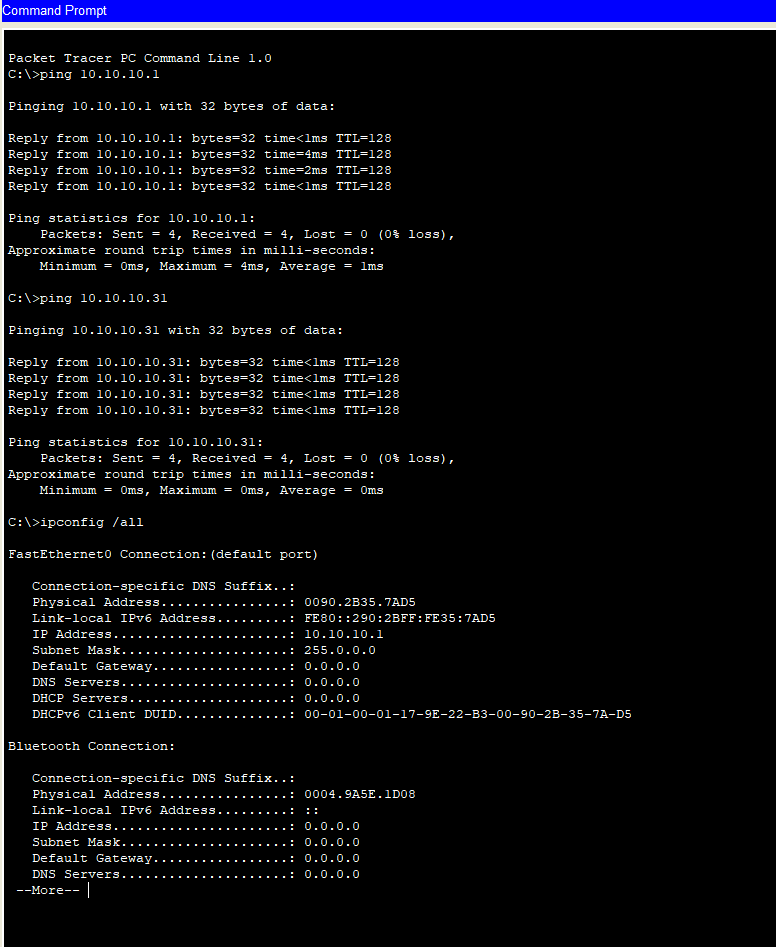 Command Prompt
Packet Tracer PC Command Line 1.0
C:\>ping 10.10.10.1
Pinging 10.10.10.1 with 32 bytes of data:
Reply from 10.10.10.1: bytes=32 time<1ms TTL=128
Reply from 10.10.10.1: bytes=32 time=4ms TTL=128
Reply from 10.10.10.1: bytes=32 time=2ms TTL=128
Reply from 10.10.10.1: bytes=32 time<1ms TTL=128
Ping statistics for 10.10.10.1:
    Packets: Sent = 4, Received = 4, Lost = 0 (0% loss),
Approximate round trip times in milli-seconds:
    Minimum = 0ms, Maximum = 4ms, Average = 1ms
C:\>ping 10.10.10.31
Pinging 10.10.10.31 with 32 bytes of data:
Reply from 10.10.10.31: bytes=32 time<1ms TTL=128
Reply from 10.10.10.31: bytes=32 time<1ms TTL=128
Reply from 10.10.10.31: bytes=32 time<1ms TTL=128
Reply from 10.10.10.31: bytes=32 time<1ms TTL=128
Ping statistics for 10.10.10.31:
    Packets: Sent = 4, Received = 4, Lost = 0 (0% loss),
Approximate round trip times in milli-seconds:
    Minimum = 0ms, Maximum = 0ms, Average = 0ms
C:\>ipconfig /all
FastEthernet0 Connection:(default port)
   Connection-specific DNS Suffix..:
   Physical Address................: 0090.2B35.7AD5
   Link-local IPv6 Address.........: FE80::290:2BFF:FE35:7AD5
   IP Address......................: 10.10.10.1
   Subnet Mask.....................: 255.0.0.0
   Default Gateway.................: 0.0.0.0
   DNS Servers.....................: 0.0.0.0
   DHCP Servers....................: 0.0.0.0
   DHCPv6 Client DUID..............: 00-01-00-01-17-9E-22-B3-00-90-2B-35-7A-D5
Bluetooth Connection:
   Connection-specific DNS Suffix..:
   Physical Address................: 0004.9A5E.1D08
   Link-local IPv6 Address.........: ::
   IP Address......................: 0.0.0.0
   Subnet Mask.....................: 0.0.0.0
   Default Gateway.................: 0.0.0.0
   DNS Servers.....................: 0.0.0.0
 --More--